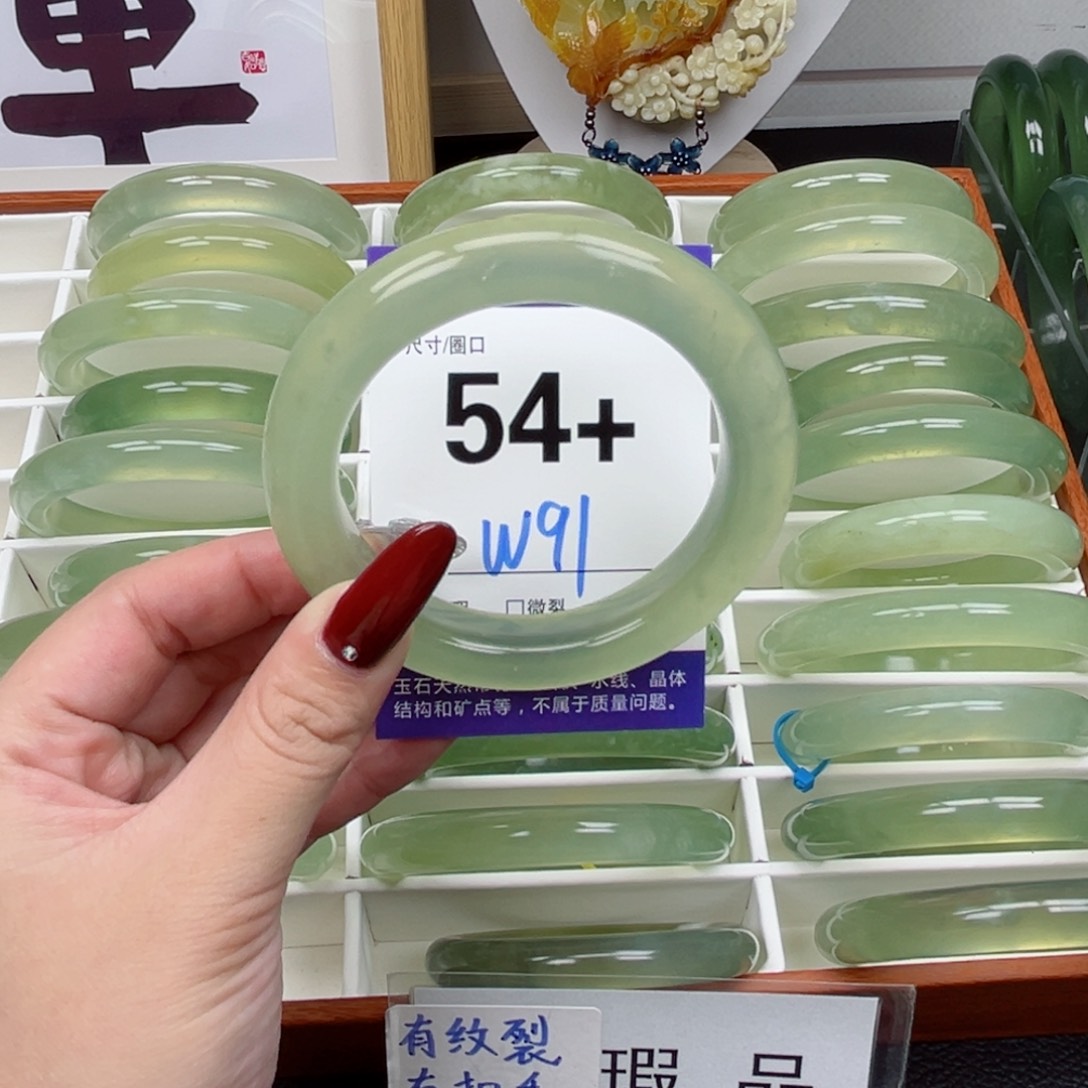 尺寸/圈口
54+
W91
☐微裂
玉石天然
水线、晶体
结构和矿点等，不属于质量问题。
有纹裂
瑕 品